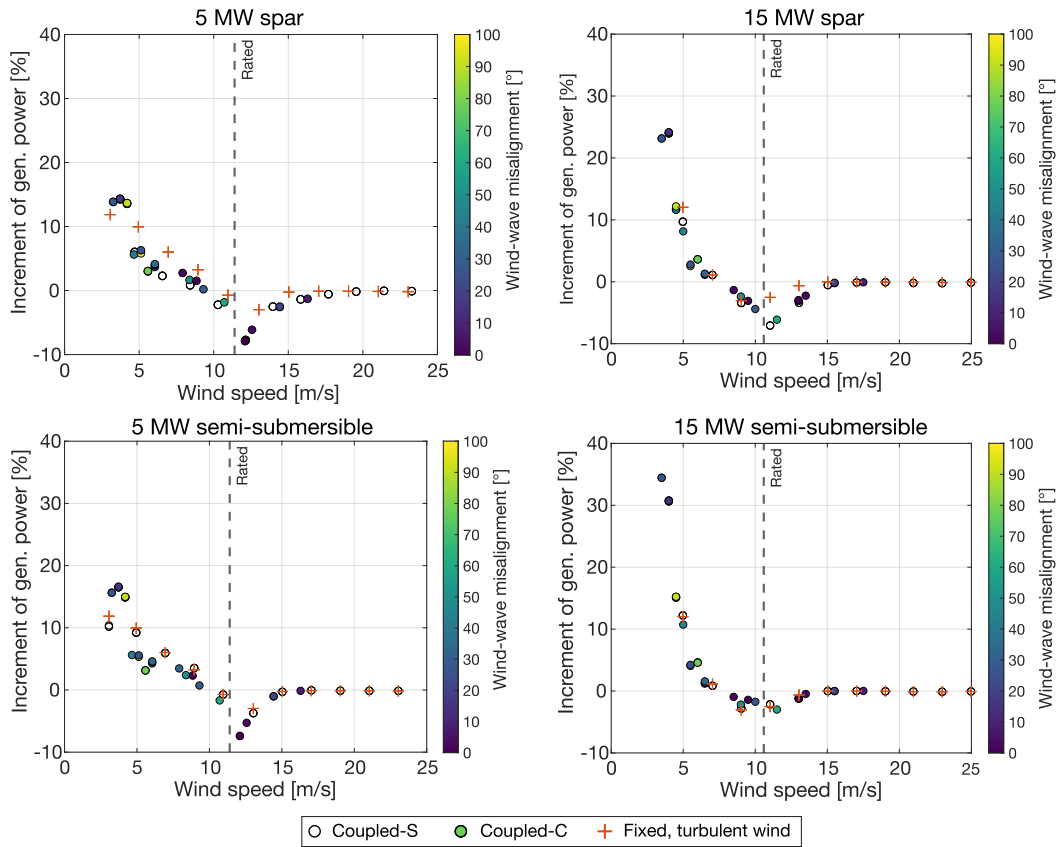 5 MW spar
Increment of gen. power [%]
40
30
20
10
0
-10
Rated
0 5 10 15 20 25
Wind speed [m/s]
100
90
80
70
60
50
40
30
20
10
0
Wind-wave misalignment [°]
15 MW spar
Increment of gen. power [%]
40
30
20
10
0
-10
Rated
0 5 10 15 20 25
Wind speed [m/s]
100
90
80
70
60
50
40
30
20
10
0
Wind-wave misalignment [°]
5 MW semi-submersible
Increment of gen. power [%]
40
30
20
10
0
-10
Rated
0 5 10 15 20 25
Wind speed [m/s]
100
90
80
70
60
50
40
30
20
10
0
Wind-wave misalignment [°]
15 MW semi-submersible
Increment of gen. power [%]
40
30
20
10
0
-10
Rated
0 5 10 15 20 25
Wind speed [m/s]
100
90
80
70
60
50
40
30
20
10
0
Wind-wave misalignment [°]
Coupled-S Coupled-C Fixed, turbulent wind